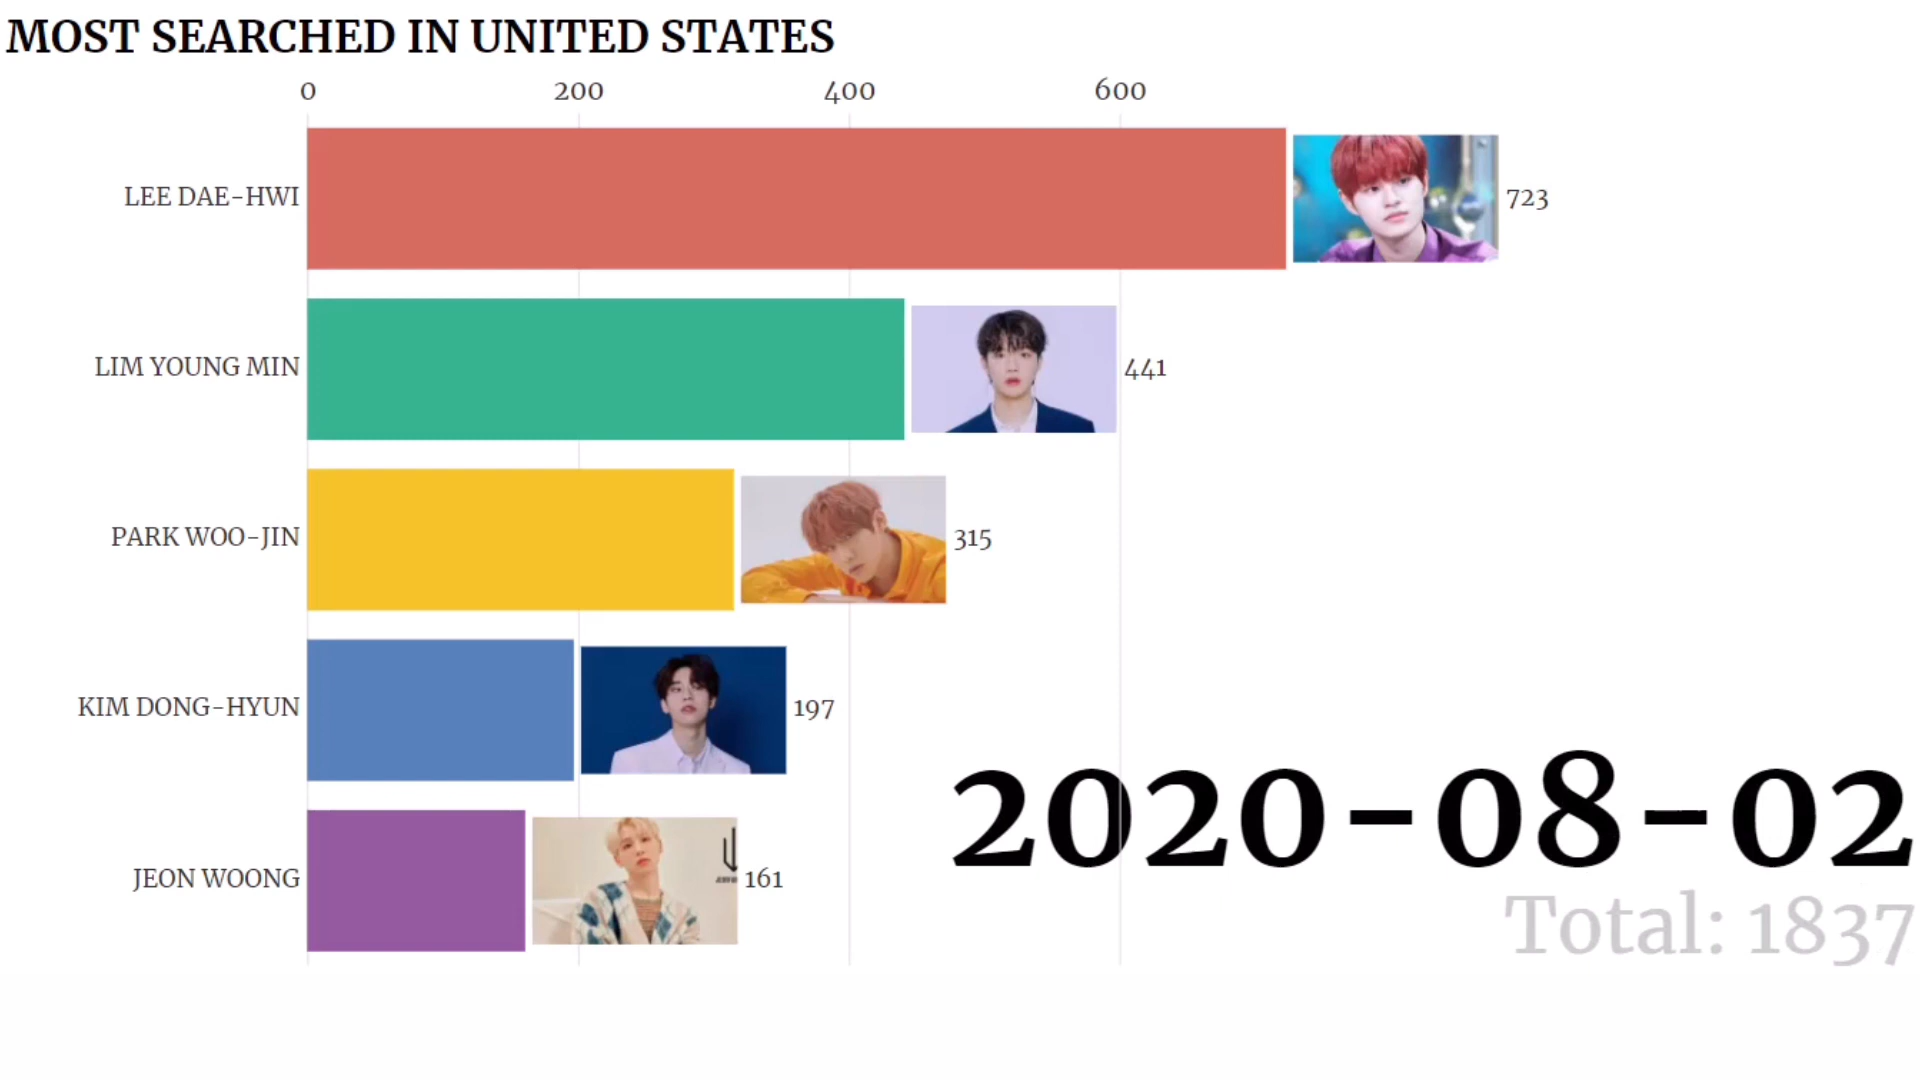 MOST SEARCHED IN UNITED STATES
0 200 400 600
LEE DAE-HWI 723
LIM YOUNG MIN 441
PARK WOO-JIN 315
KIM DONG-HYUN 197
JEON WOONG 161
2020-08-02
Total: 1837